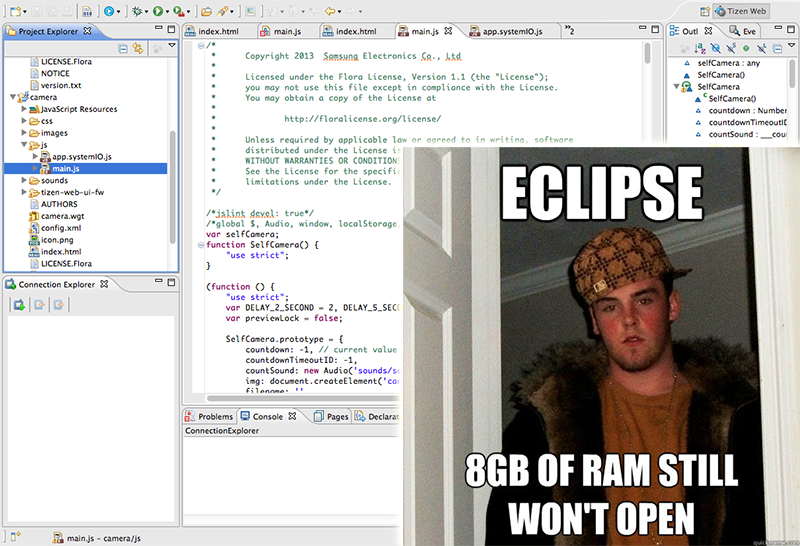 Tizen Web
Project Explorer
LICENSE.Flora
NOTICE
version.txt
camera
JavaScript Resources
css
images
js
app.systemIO.js
main.js
sounds
tizen-web-ui-fw
AUTHORS
camera.wgt
config.xml
icon.png
index.html
LICENSE.Flora
Connection Explorer
index.html
main.js
index.html
main.js
app.systemIO.js
»2
/*
*      Copyright 2013  Samsung Electronics Co., Ltd
*
*      Licensed under the Flora License, Version 1.1 (the "License");
*      you may not use this file except in compliance with the License.
*      You may obtain a copy of the License at
*
*             http://floralicense.org/license/
*
*      Unless required by applicable law or agreed to in writing, software
*      distributed under the License is
*      WITHOUT WARRANTIES OR CONDITION
*      See the License for the specifi
*      limitations under the License.
*/
/*jslint devel: true*/
/*global $, Audio, window, localStorage
var selfCamera;
function SelfCamera() {
"use strict";
}
(function () {
"use strict";
var DELAY_2_SECOND = 2, DELAY_5_SECO
var previewLock = false;
SelfCamera.prototype = {
countdown: -1, // current value
countdownTimeoutID: -1,
countSound: new Audio('sounds/s
img: document.createElement('ca
filename: ''
Outl
Eve
selfCamera : any
selfCamera()
SelfCamera
SelfCamera()
countdown : Number
countdownTimeoutID
countSound : ___cou
Problems
Console
Pages
Declarat
ConnectionExplorer
main.js - camera/js
ECLIPSE
8GB OF RAM STILL
WON'T OPEN
quickmeme.com